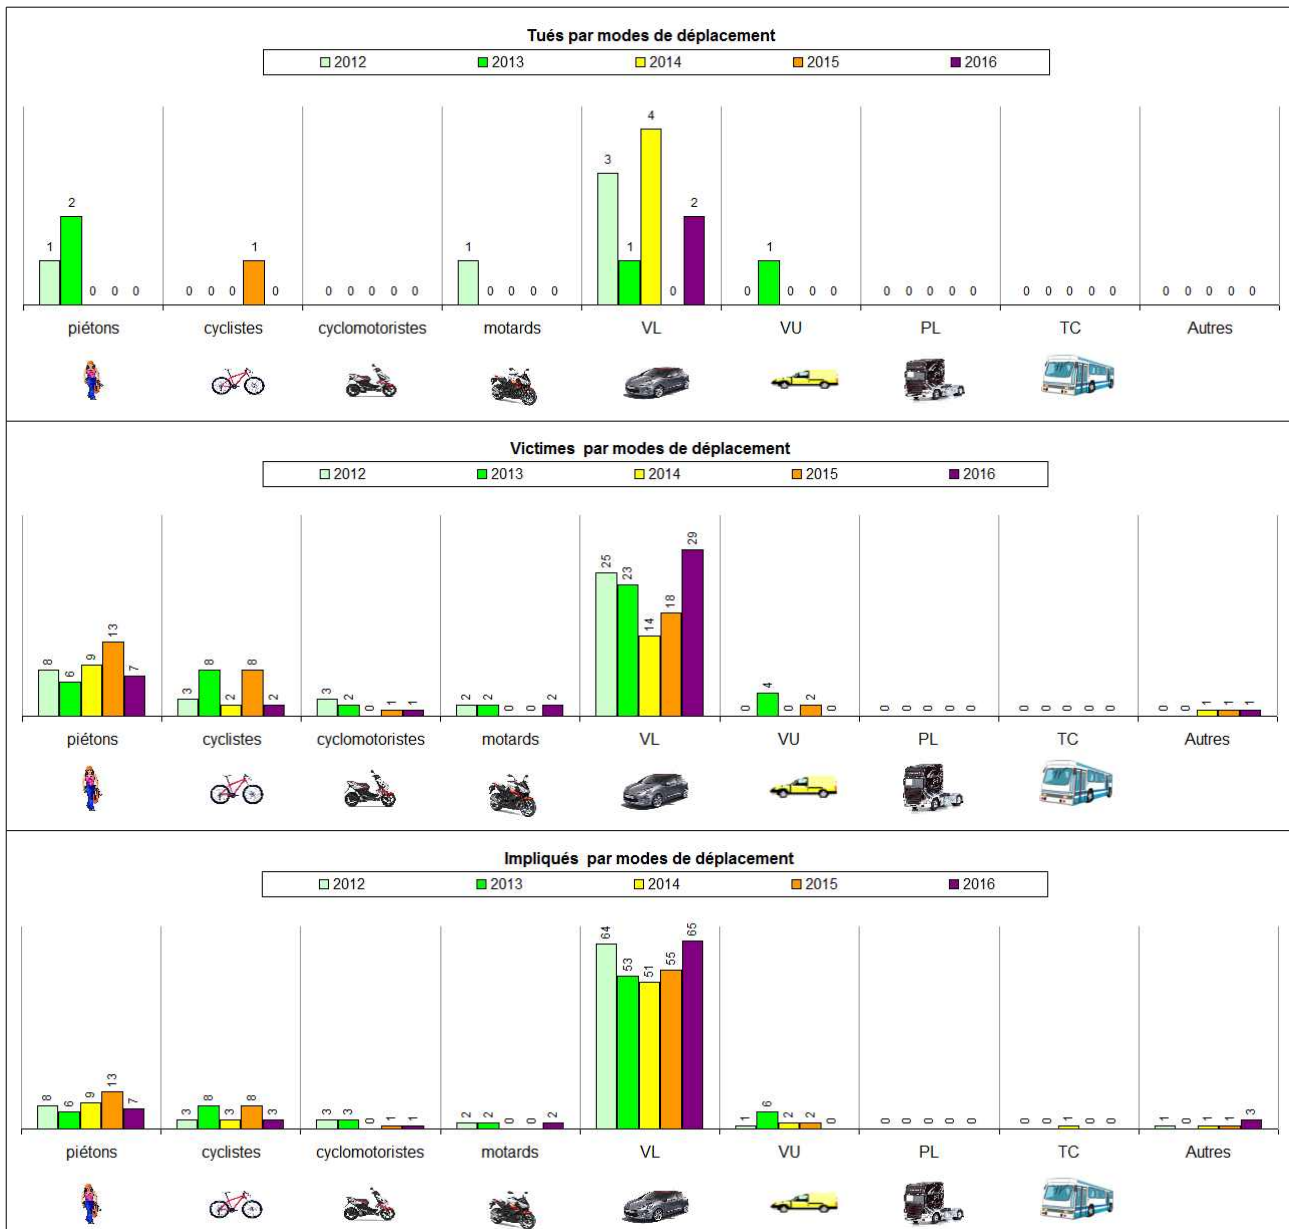 Tués par modes de déplacement
2012 2013 2014 2015 2016
1 2 0 0 0 0 0 0 1 0 0 0 0 0 0 1 0 0 0 0 3 1 4 0 2 0 1 0 0 0 0 0 0 0 0 0 0 0 0 0 0 0 0 0 0
piétons cyclistes cyclomotoristes motards VL VU PL TC Autres
Victimes par modes de déplacement
2012 2013 2014 2015 2016
8 6 9 13 7 3 8 2 8 2 3 2 0 1 1 2 2 0 0 2 25 23 14 18 29 0 4 0 2 0 0 0 0 0 0 0 0 0 0 0 0 0 1 1 1
piétons cyclistes cyclomotoristes motards VL VU PL TC Autres
Impliqués par modes de déplacement
2012 2013 2014 2015 2016
8 6 9 13 7 3 8 3 8 3 3 3 0 1 1 2 2 0 0 2 64 53 51 55 65 1 6 2 2 0 0 0 0 0 0 0 0 1 0 0 1 0 1 1 3
piétons cyclistes cyclomotoristes motards VL VU PL TC Autres